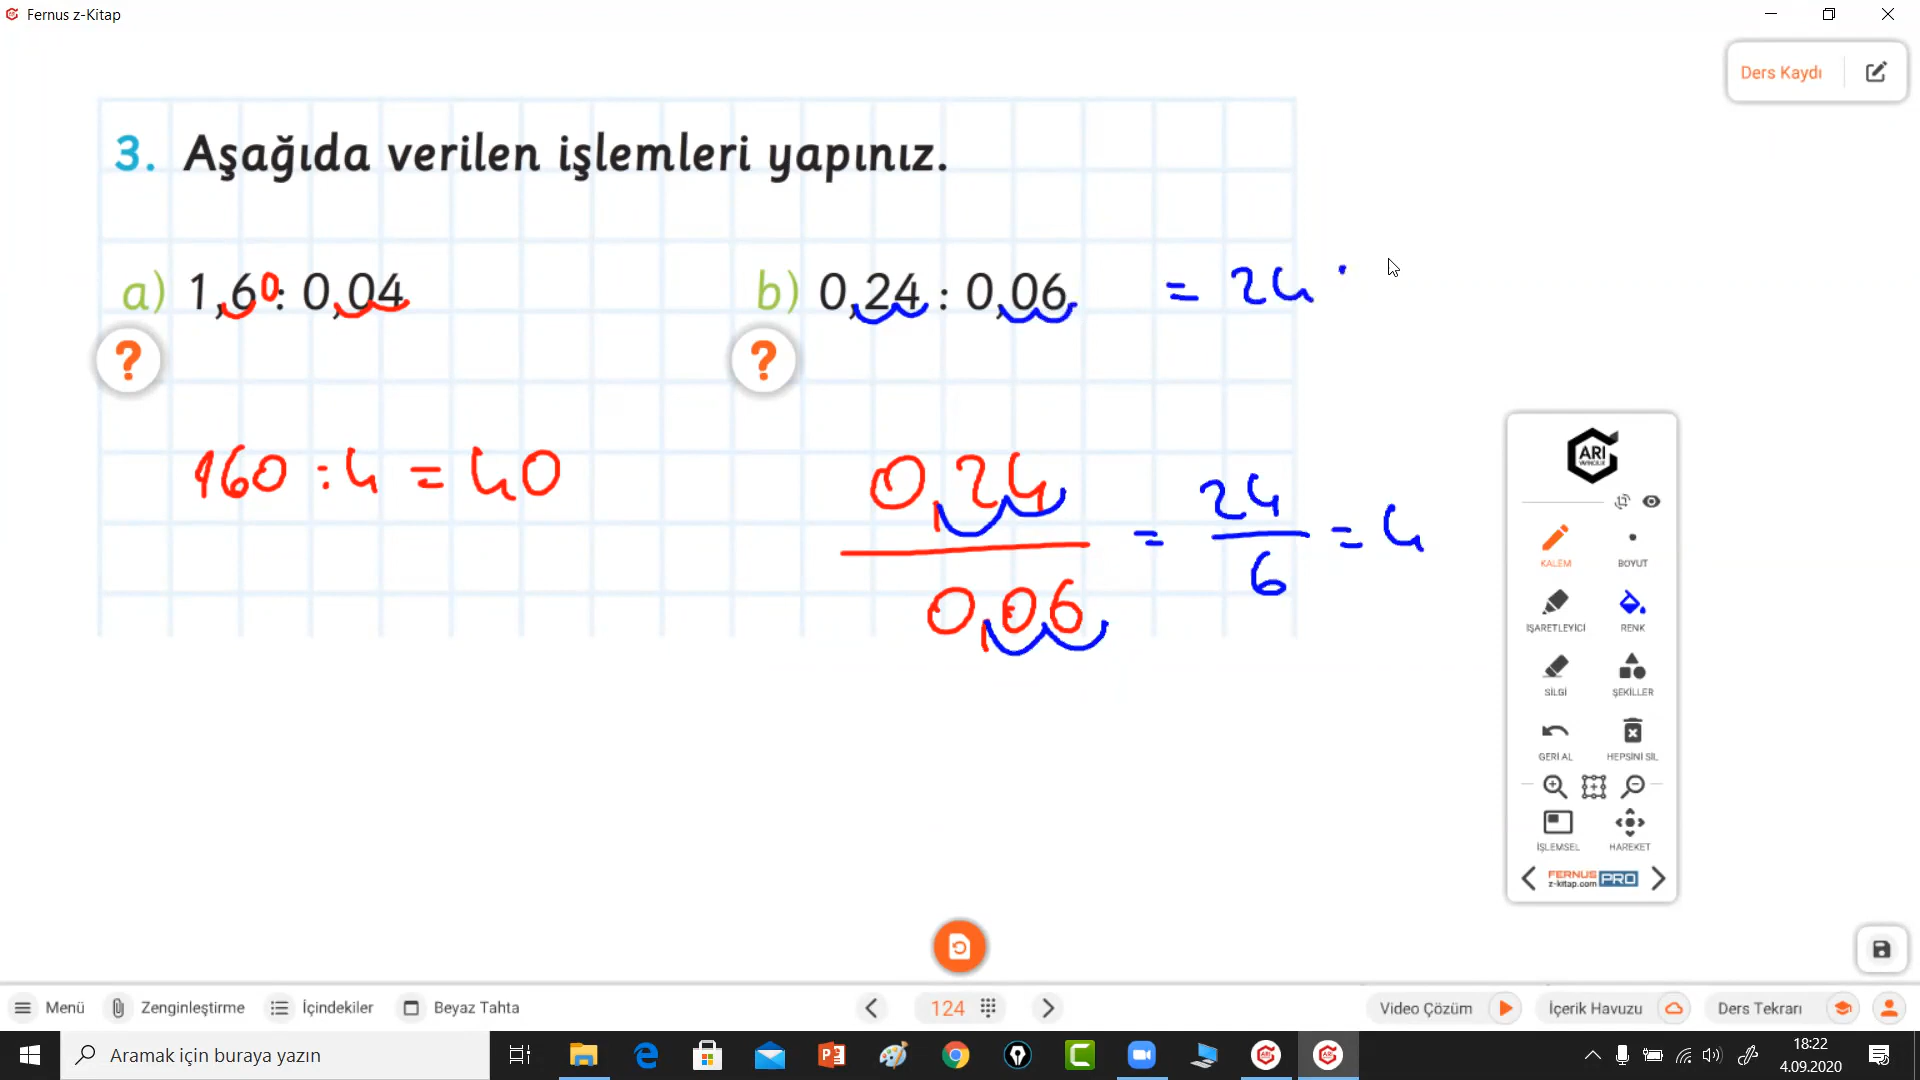 Fernus z-Kitap
Ders Kaydı
3. Aşağıda verilen işlemleri yapınız.
a) 1,60 : 0,04
b) 0,24 : 0,06 = 24 ·
?
?
160 : 4 = 40
0,24
0,06
= 24
6
= 4
ARI
YAYINCILIK
KALEM
BOYUT
İŞARETLEYİCİ
RENK
SİLGİ
ŞEKİLLER
GERİ AL
HEPSİNİ SİL
İŞLEMSEL
HAREKET
FERNUS
z-kitap.com PRO
Menü
Zenginleştirme
İçindekiler
Beyaz Tahta
124
Video Çözüm
İçerik Havuzu
Ders Tekrarı
Aramak için buraya yazın
18:22
4.09.2020